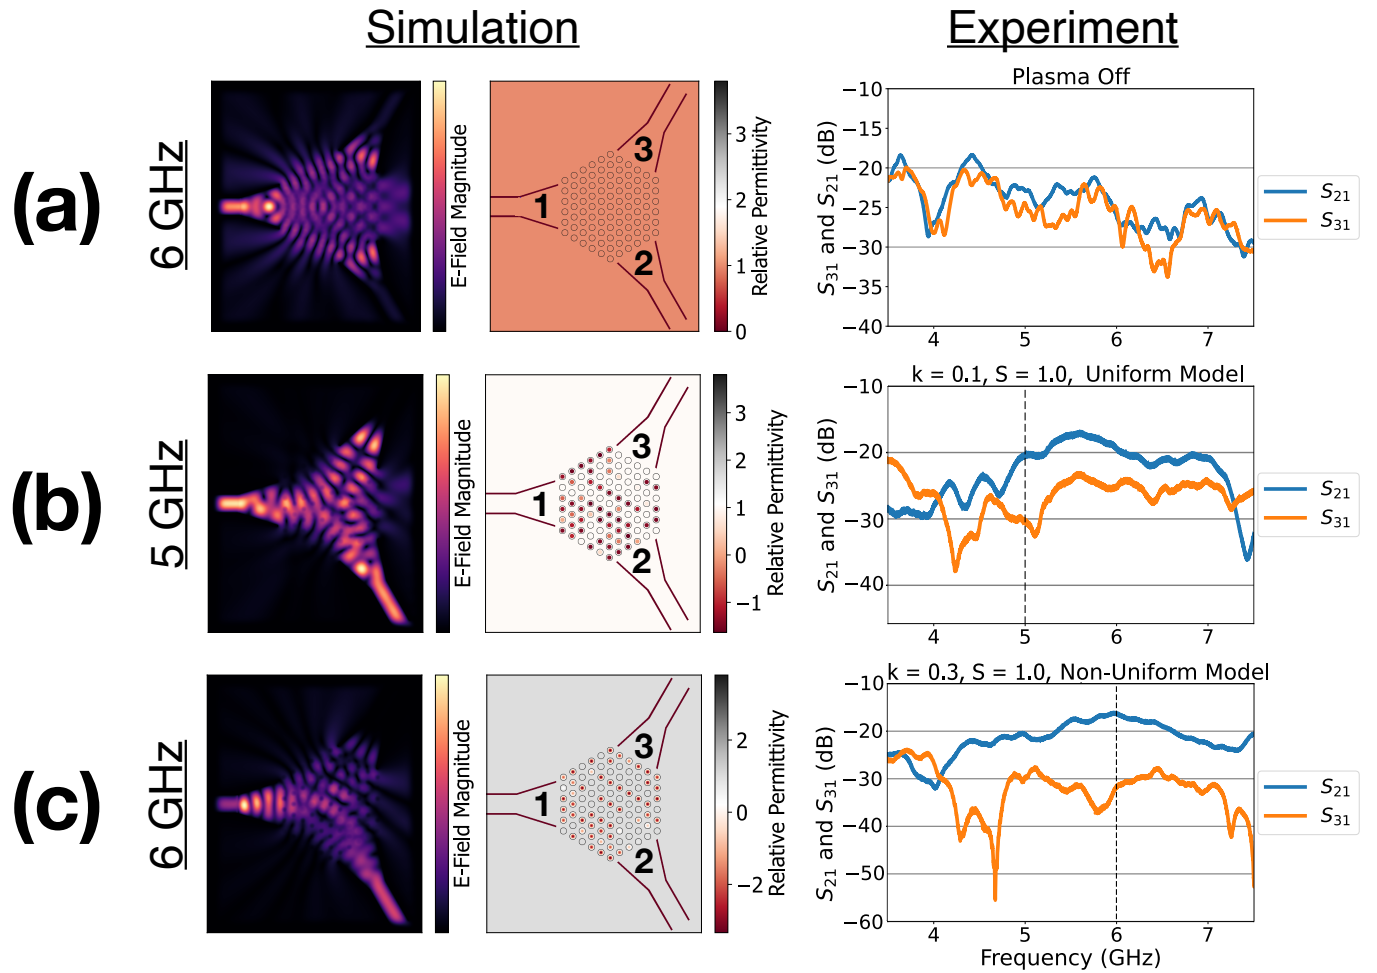 Simulation
Experiment
(a)
6 GHz
E-Field Magnitude
1
2
3
3
2
1
0
Relative Permittivity
Plasma Off
−10
−15
−20
−25
−30
−35
−40
S31 and S21 (dB)
4
5
6
7
S21
S31
(b)
5 GHz
E-Field Magnitude
1
2
3
3
2
1
0
−1
Relative Permittivity
k = 0.1, S = 1.0, Uniform Model
−10
−20
−30
−40
S21 and S31 (dB)
4
5
6
7
S21
S31
(c)
6 GHz
E-Field Magnitude
1
2
3
2
0
−2
Relative Permittivity
k = 0.3, S = 1.0, Non-Uniform Model
−10
−20
−30
−40
−50
−60
S21 and S31 (dB)
4
5
6
7
Frequency (GHz)
S21
S31